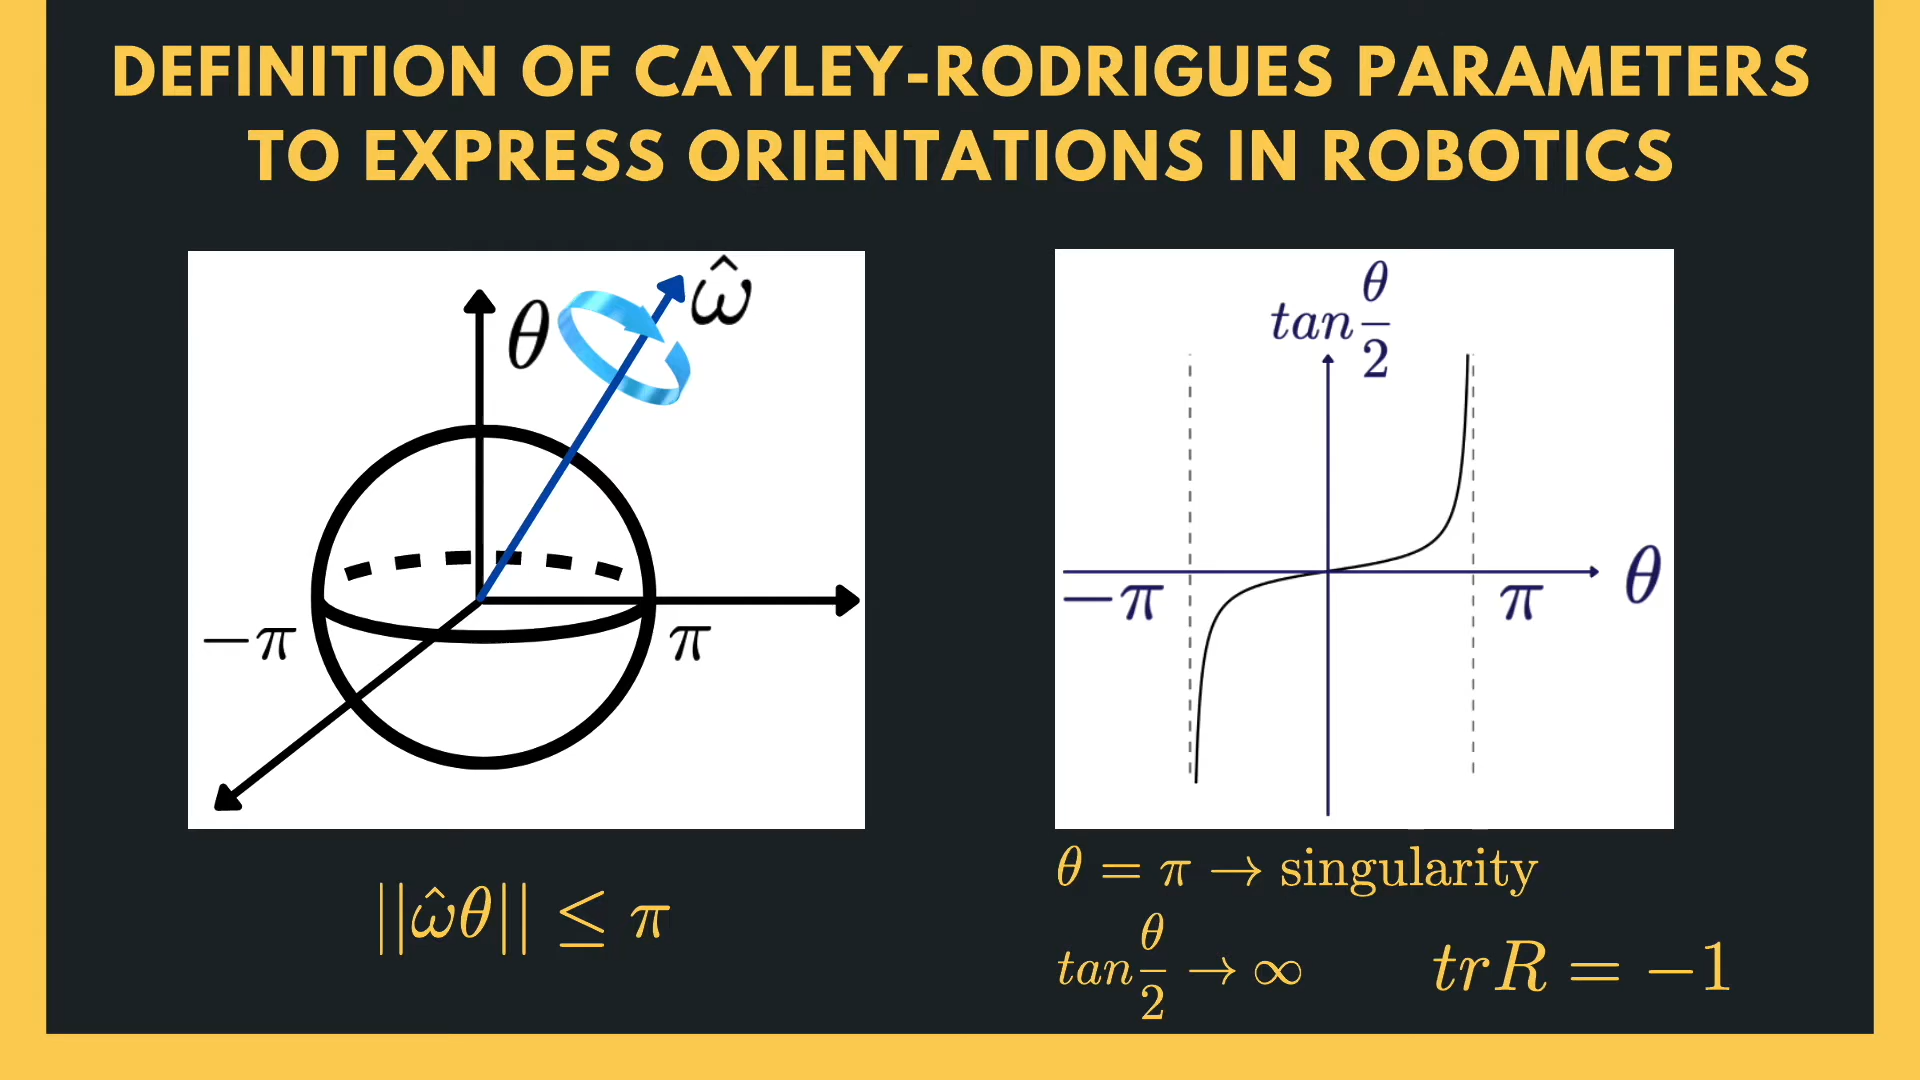 DEFINITION OF CAYLEY-RODRIGUES PARAMETERS
TO EXPRESS ORIENTATIONS IN ROBOTICS
θ
ω̂
−π
π
||ω̂θ|| ≤ π
tan θ/2
−π
π
θ
θ = π → singularity
tan θ/2 → ∞
trR = −1